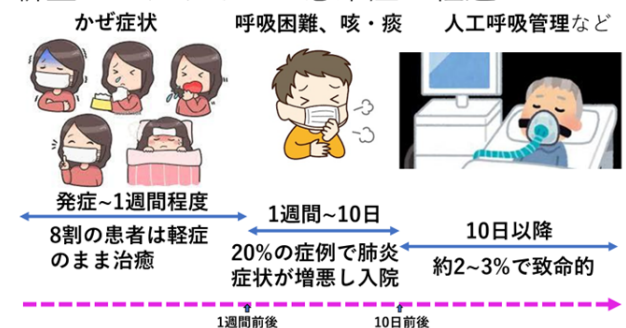 かぜ症状
呼吸困難、咳・痰
人工呼吸管理など
発症~1週間程度
8割の患者は軽症
のまま治癒
1週間~10日
20%の症例で肺炎
症状が増悪し入院
10日以降
約2~3%で致命的
1週間前後
10日前後